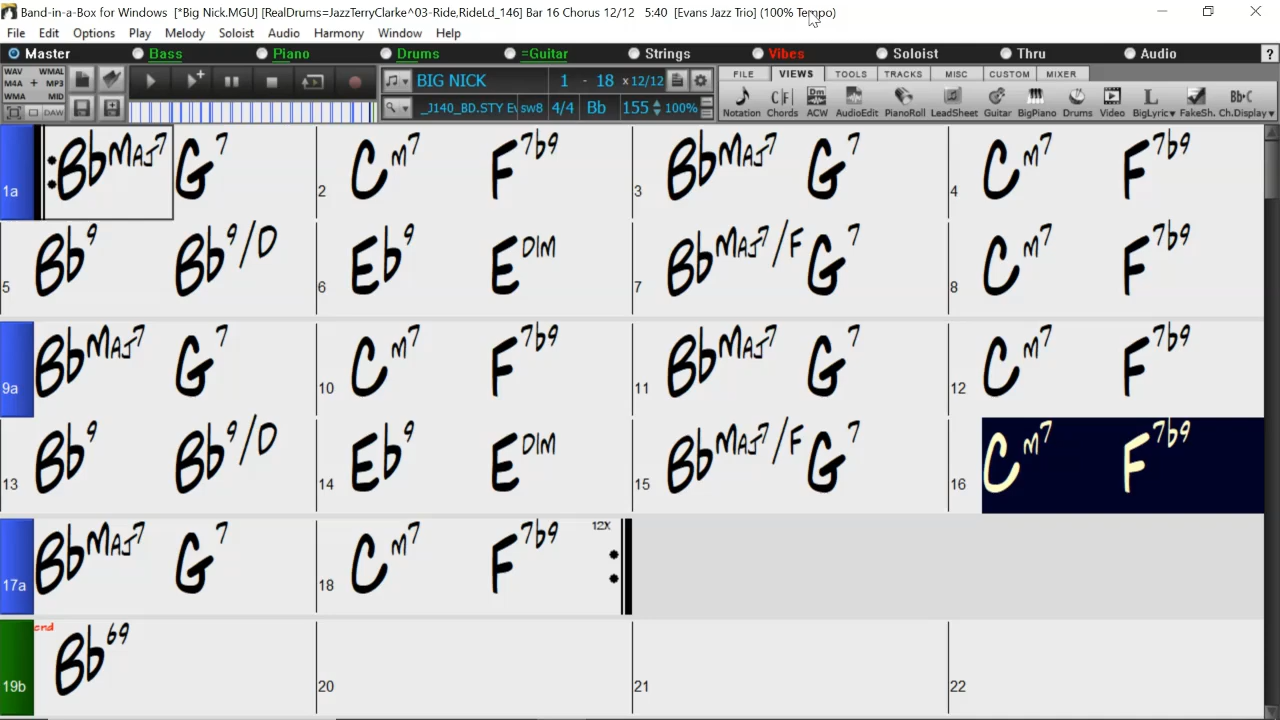 Band-in-a-Box for Windows [*Big Nick.MGU] [RealDrums=JazzTerryClarke^03-Ride,RideLd_146] Bar 16 Chorus 12/12 5:40 [Evans Jazz Trio] (100% Tempo)
File Edit Options Play Melody Soloist Audio Harmony Window Help
Master Bass Piano Drums =Guitar Strings Vibes Soloist Thru Audio ?
WAV WMAL
M4A + MP3
WMA MID
DAW
BIG NICK 1 - 18 x 12/12
_J140_BD.STY Ev sw8 4/4 Bb 155 100%
FILE VIEWS TOOLS TRACKS MISC CUSTOM MIXER
Notation Chords ACW AudioEdit PianoRoll LeadSheet Guitar BigPiano Drums Video BigLyric FakeSh. Ch.Display
1a BbMAJ7 G7 2 Cm7 F7b9 3 BbMAJ7 G7 4 Cm7 F7b9
5 Bb9 Bb9/D 6 Eb9 EDIM 7 BbMAJ7/F G7 8 Cm7 F7b9
9a BbMAJ7 G7 10 Cm7 F7b9 11 BbMAJ7 G7 12 Cm7 F7b9
13 Bb9 Bb9/D 14 Eb9 EDIM 15 BbMAJ7/F G7 16 Cm7 F7b9
17a BbMAJ7 G7 18 Cm7 F7b9 12X
end
19b Bb69 20 21 22